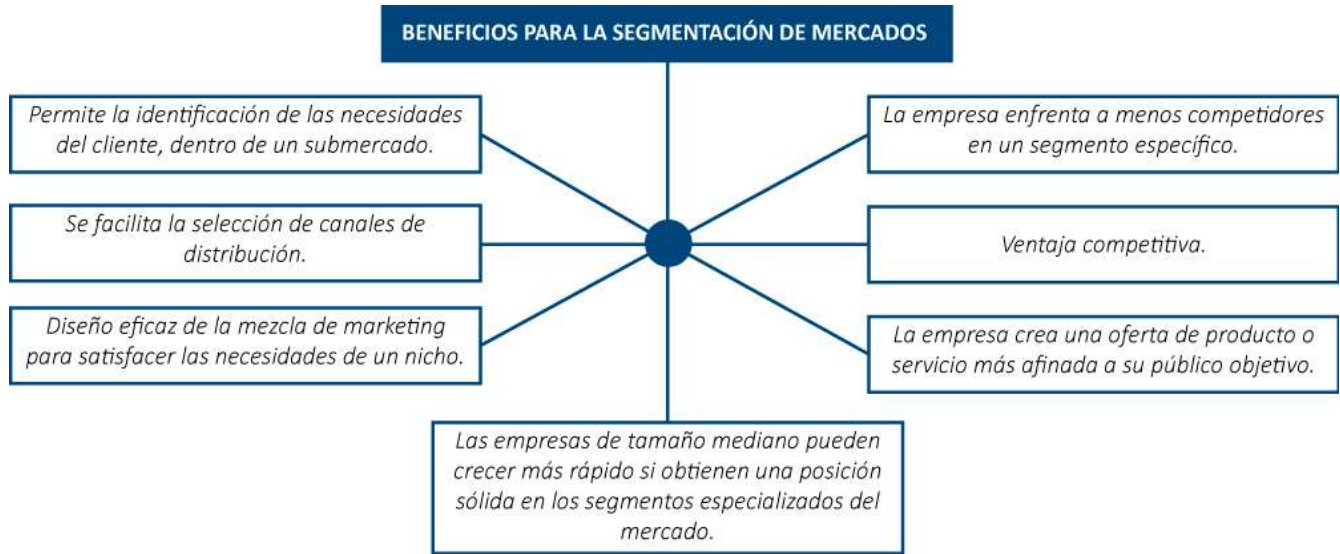 BENEFICIOS PARA LA SEGMENTACIÓN DE MERCADOS
Permite la identificación de las necesidades
del cliente, dentro de un submercado.
Se facilita la selección de canales de
distribución.
Diseño eficaz de la mezcla de marketing
para satisfacer las necesidades de un nicho.
La empresa enfrenta a menos competidores
en un segmento específico.
Ventaja competitiva.
La empresa crea una oferta de producto o
servicio más afinada a su público objetivo.
Las empresas de tamaño mediano pueden
crecer más rápido si obtienen una posición
sólida en los segmentos especializados del
mercado.